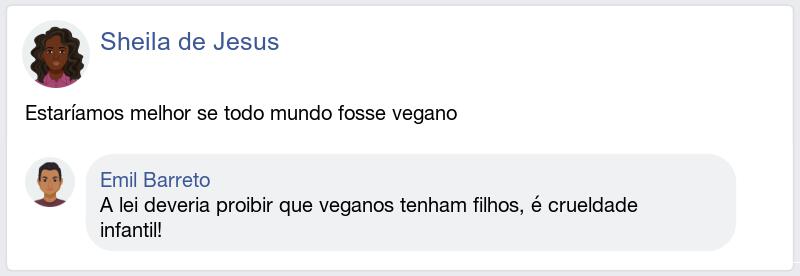 Sheila de Jesus
Estaríamos melhor se todo mundo fosse vegano
Emil Barreto
A lei deveria proibir que veganos tenham filhos, é crueldade
infantil!